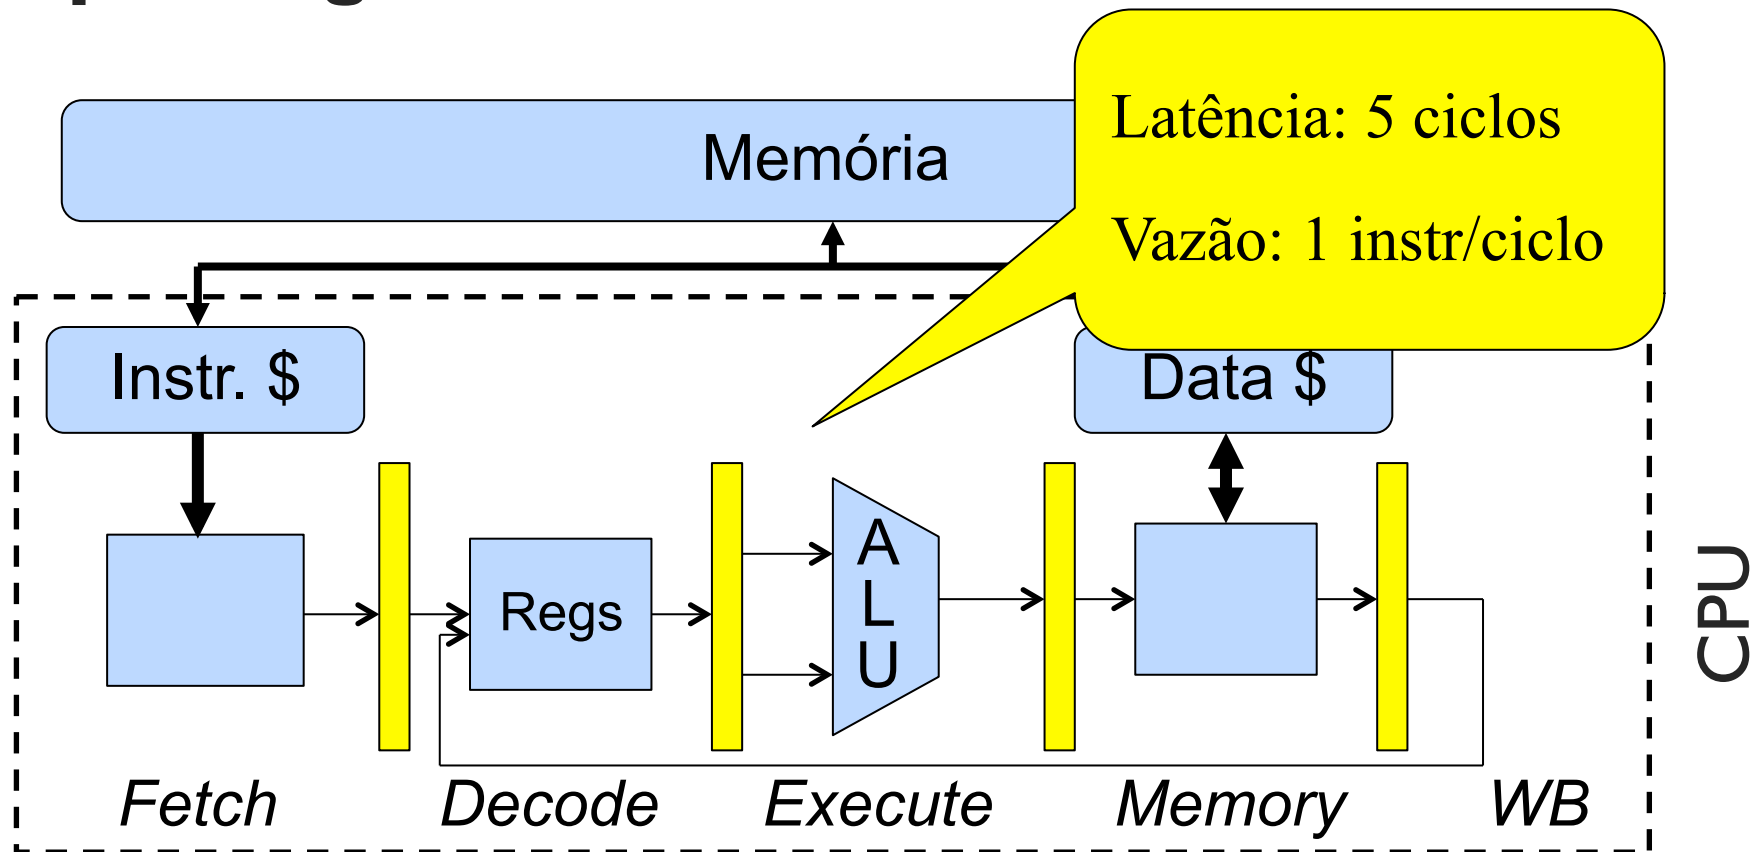 Latência: 5 ciclos
Memória
Vazão: 1 instr/ciclo
Instr. $
Data $
A
L
U
Regs
CPU
Fetch Decode Execute Memory WB